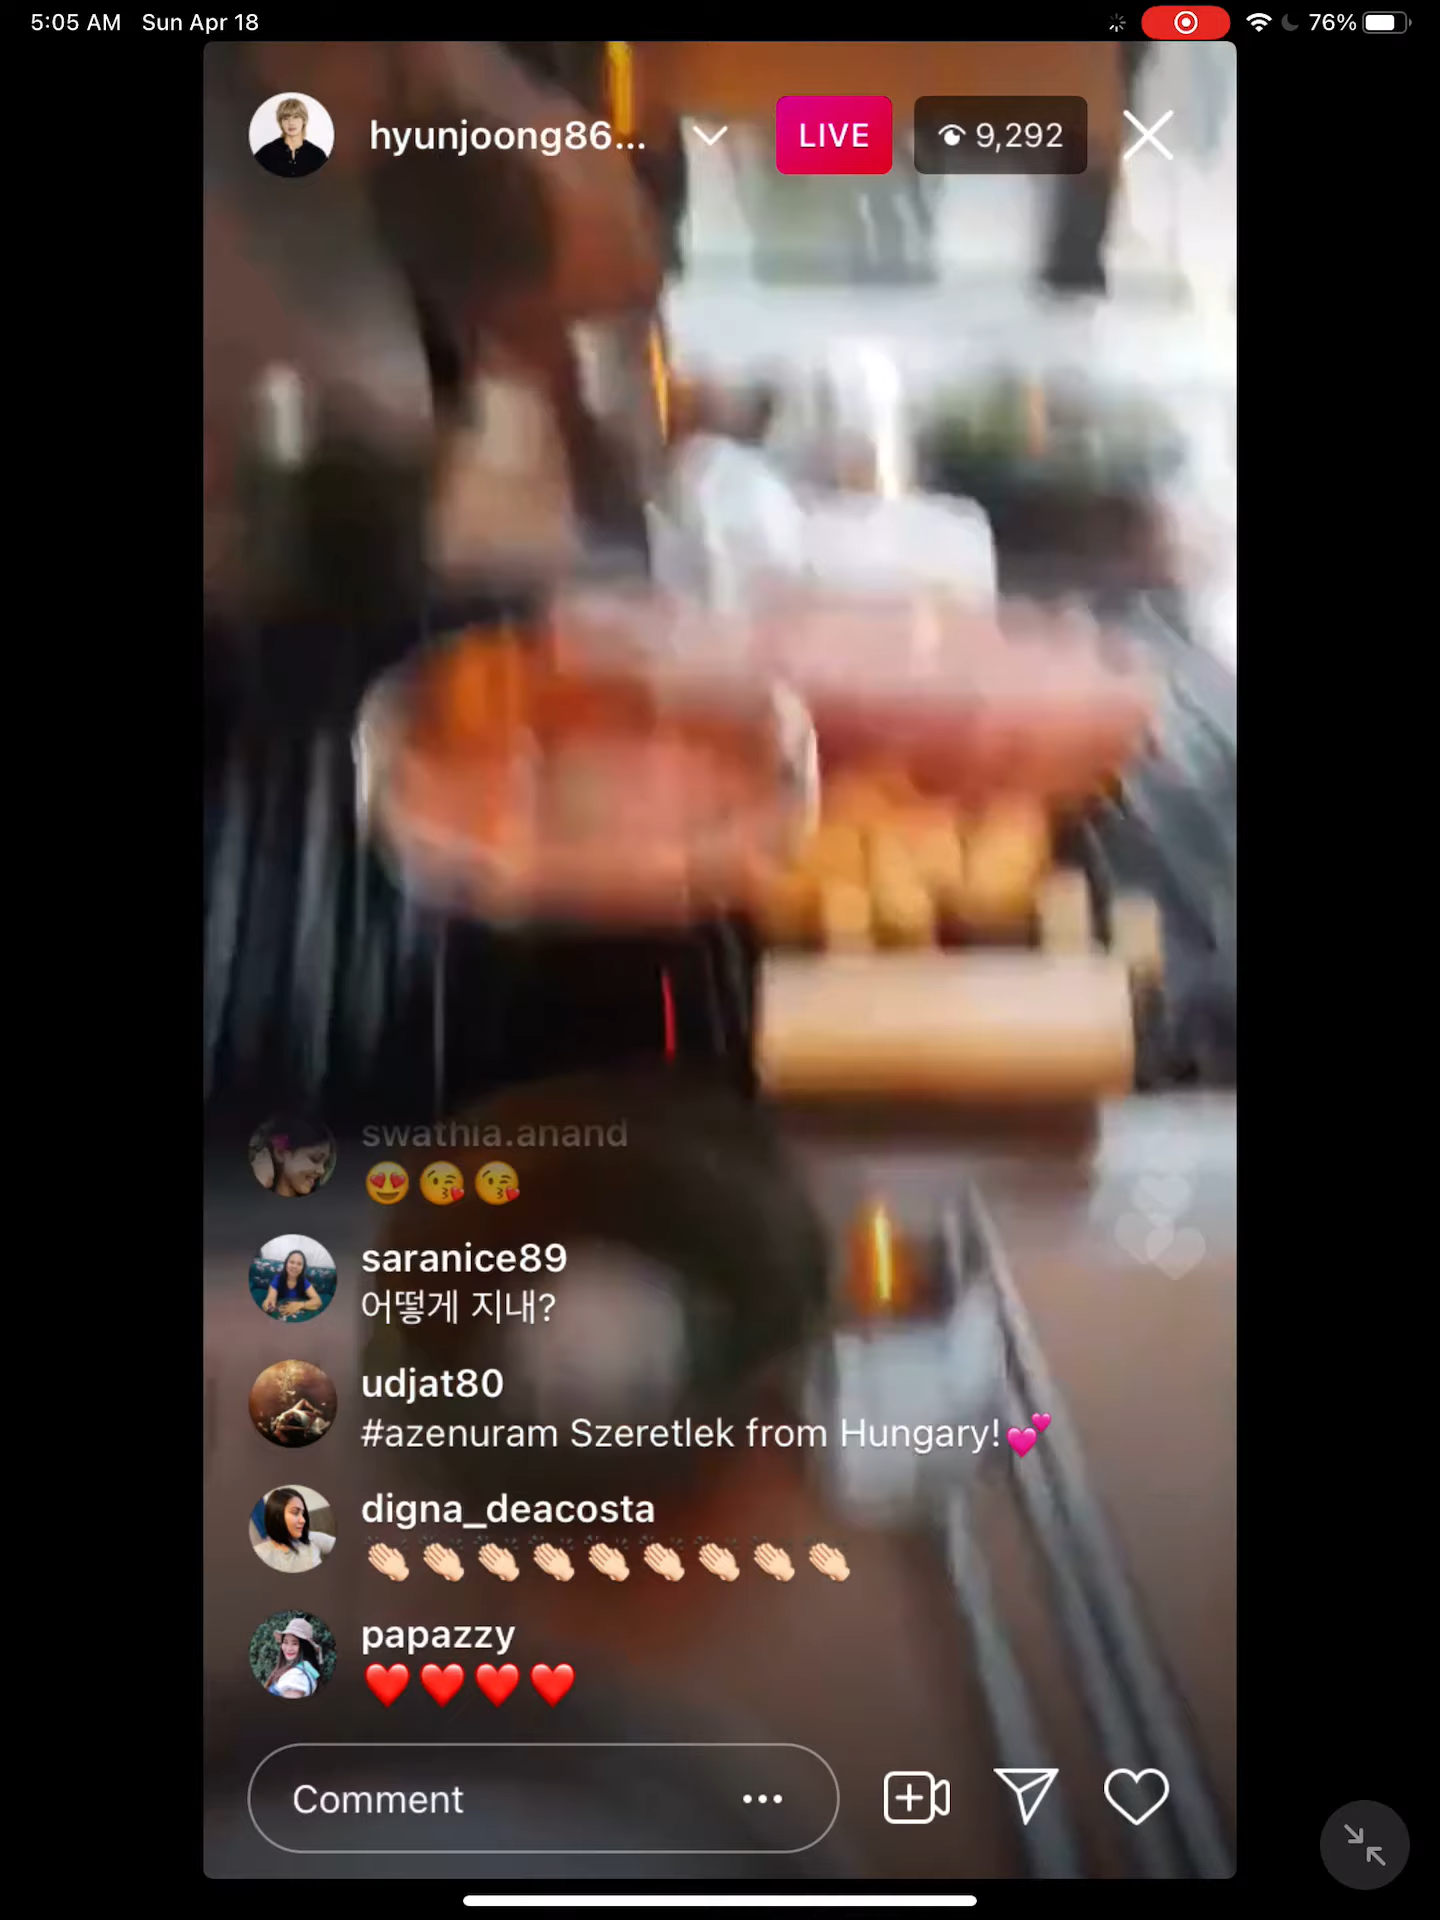 5:05 AM Sun Apr 18
76%
hyunjoong86...
LIVE
9,292
swathia.anand
😍😘😘
saranice89
어떻게 지내?
udjat80
#azenuram Szeretlek from Hungary!💕
digna_deacosta
👏🏻👏🏻👏🏻👏🏻👏🏻👏🏻👏🏻👏🏻👏🏻
papazzy
❤️❤️❤️❤️
Comment